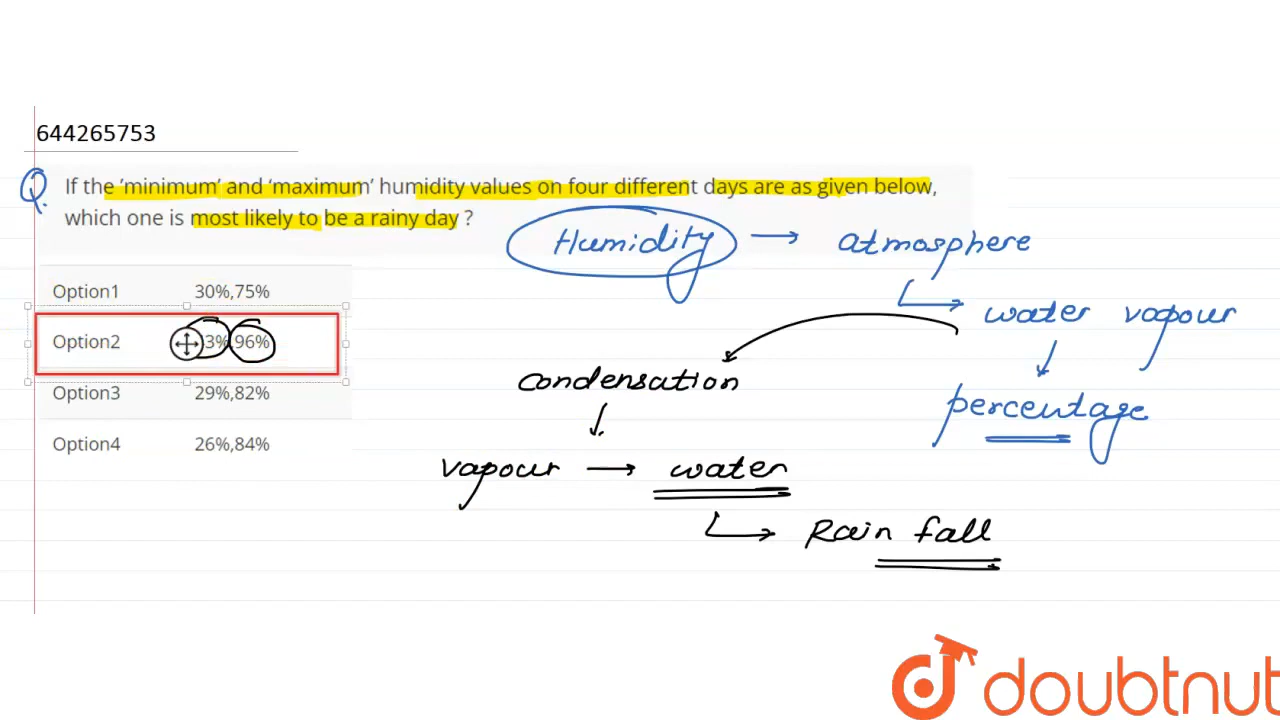 644265753
Q. If the ‘minimum’ and ‘maximum’ humidity values on four different days are as given below,
which one is most likely to be a rainy day ?
Humidity → atmosphere
water vapour
percentage
condensation
vapour → water
Rain fall
Option1 30%,75%
Option2 3%,96%
Option3 29%,82%
Option4 26%,84%
doubtnut